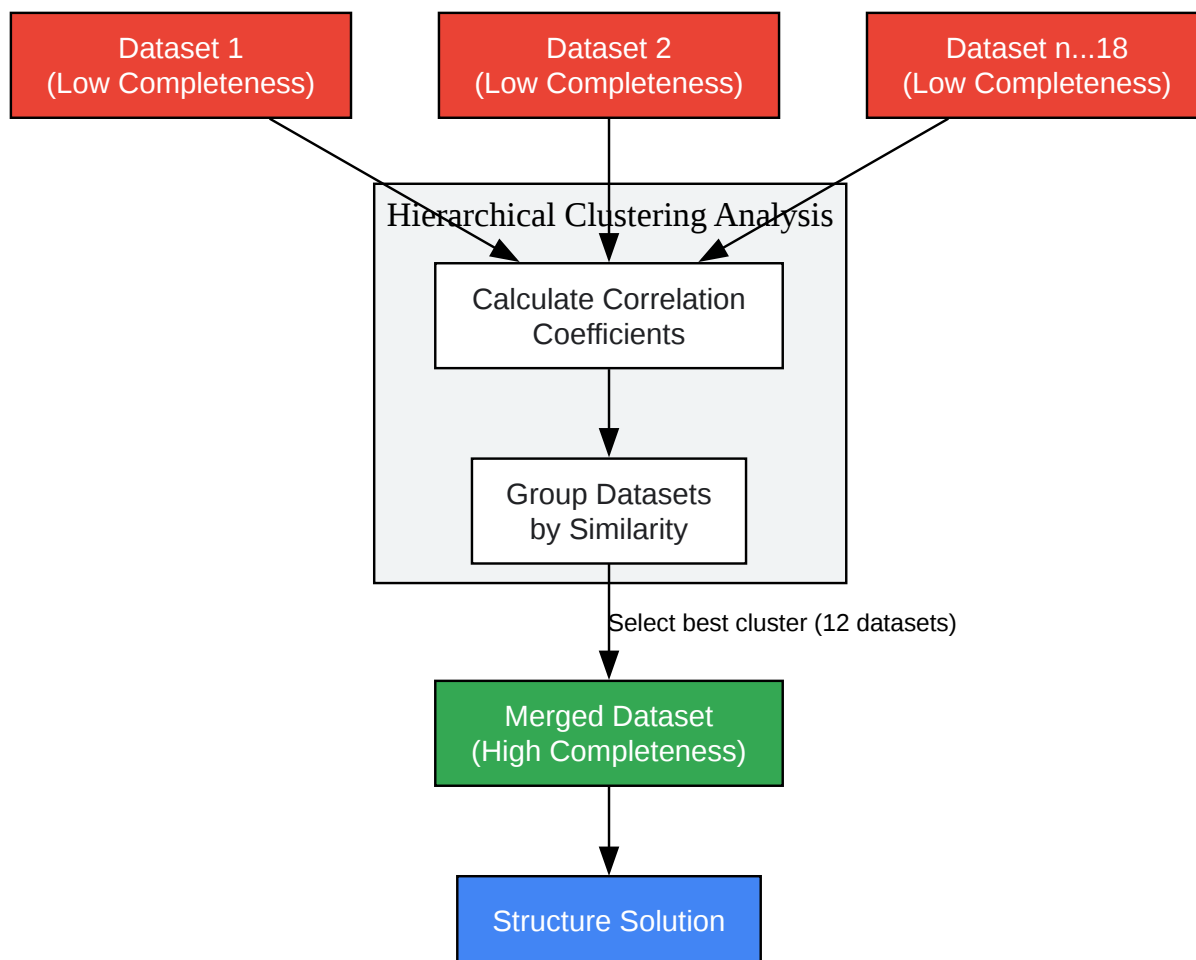 Dataset 1
(Low Completeness)
Dataset 2
(Low Completeness)
Dataset n...18
(Low Completeness)
Hierarchical Clustering Analysis
Calculate Correlation
Coefficients
Group Datasets
by Similarity
Select best cluster (12 datasets)
Merged Dataset
(High Completeness)
Structure Solution